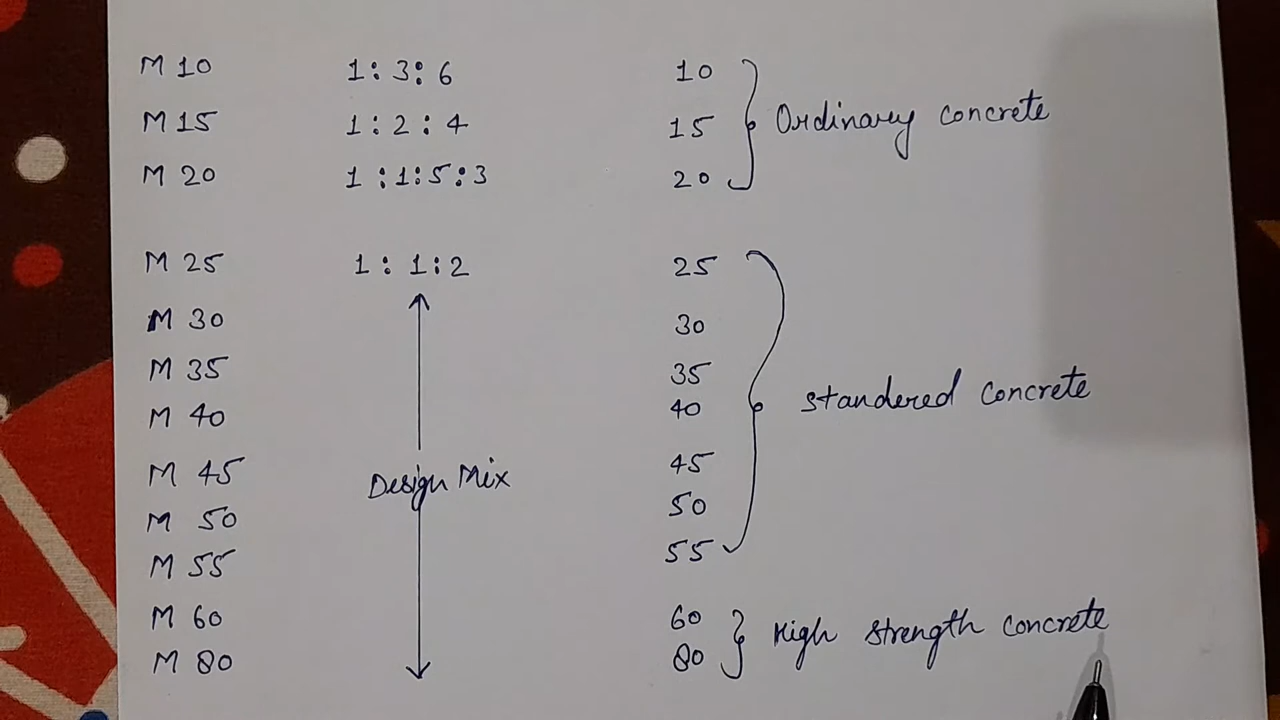 M 10 1:3:6 10
M 15 1:2:4 15 Ordinary concrete
M 20 1:1:5:3 20
M 25 1:1:2 25
M 30 30
M 35 35
M 40 40 Standered concrete
M 45 45
Design Mix
M 50 50
M 55 55
M 60 60 High strength concrete
M 80 80